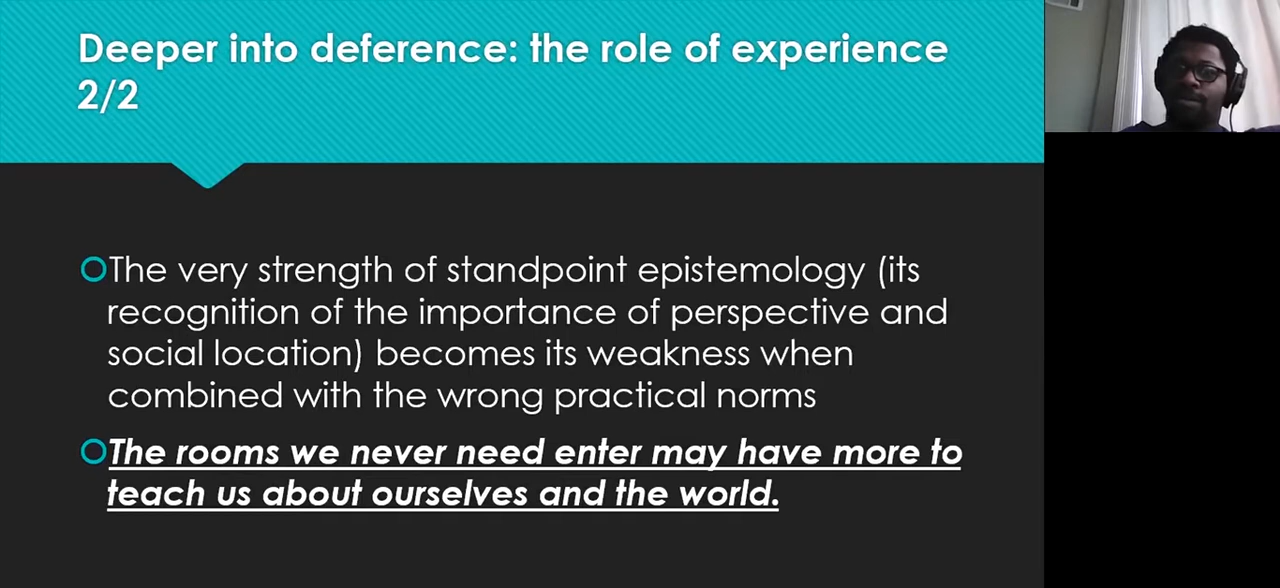 Deeper into deference: the role of experience
2/2
The very strength of standpoint epistemology (its
recognition of the importance of perspective and
social location) becomes its weakness when
combined with the wrong practical norms
The rooms we never need enter may have more to
teach us about ourselves and the world.